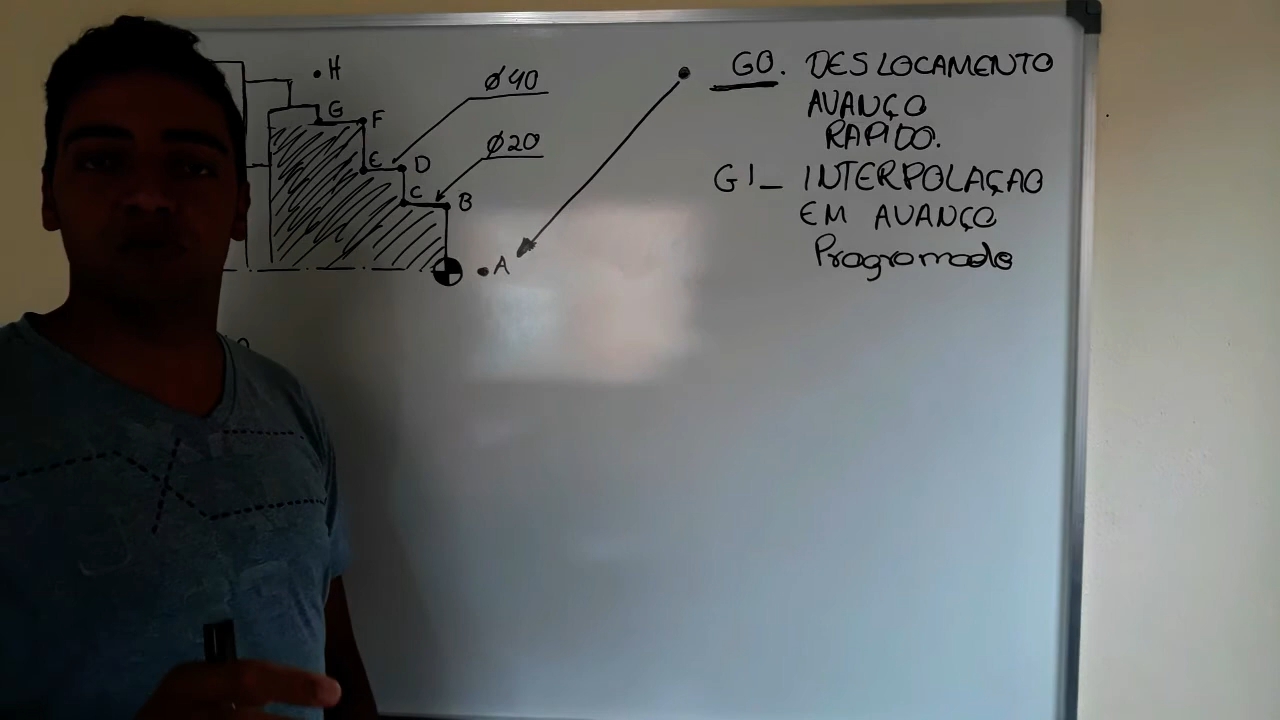 H
G
F
E
D
C
B
A
Ø40
Ø20
G0. DESLOCAMENTO
AVANÇO
RAPIDO.
G1_ INTERPOLAÇAO
EM AVANÇO
Programado